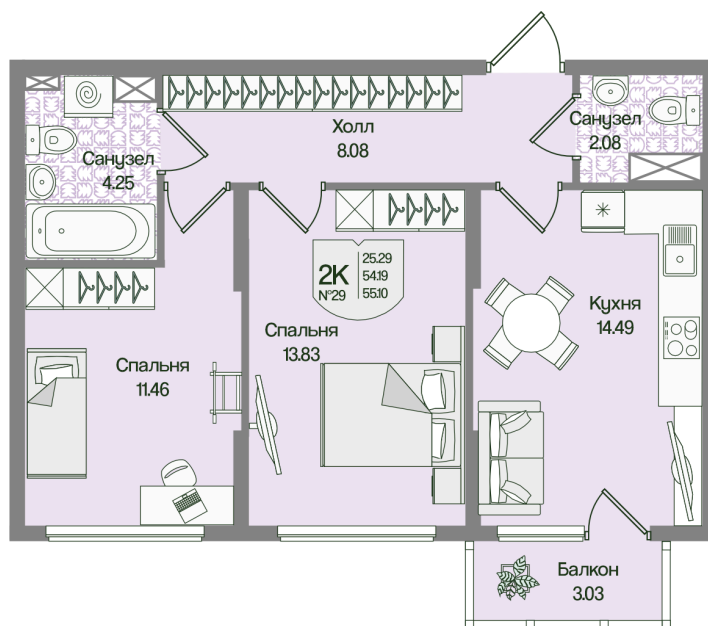 Холл
8.08
Санузел
2.08
Санузел
4.25
2К
№29
25.29
54.19
55.10
Кухня
14.49
Спальня
13.83
Спальня
11.46
Балкон
3.03